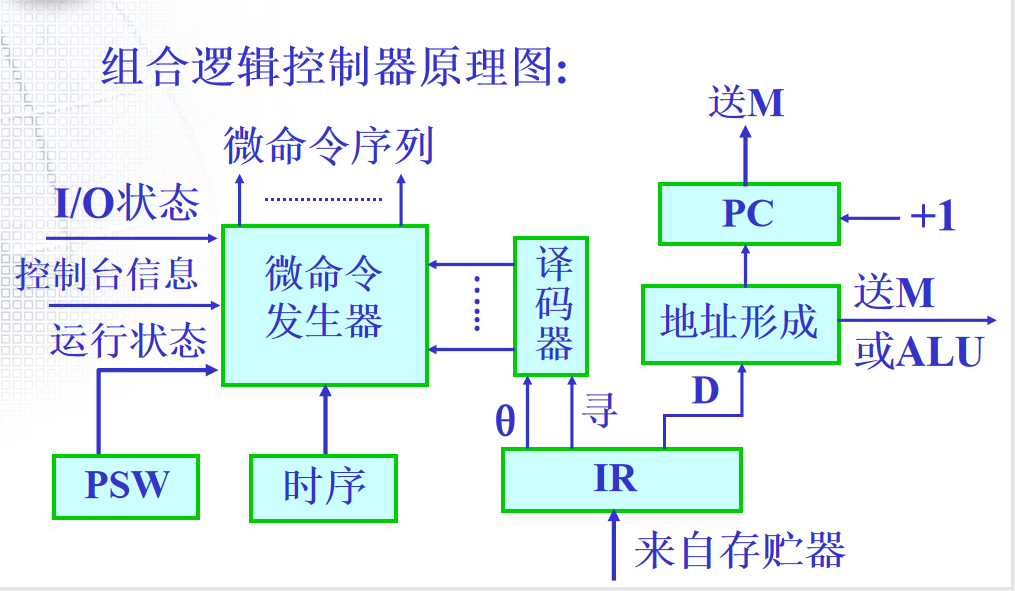 组合逻辑控制器原理图:
送M
微命令序列
I/O状态
PC
+1
控制台信息
微命令
发生器
译
码
器
地址形成
送M
或ALU
运行状态
θ
寻
D
PSW
时序
IR
来自存贮器